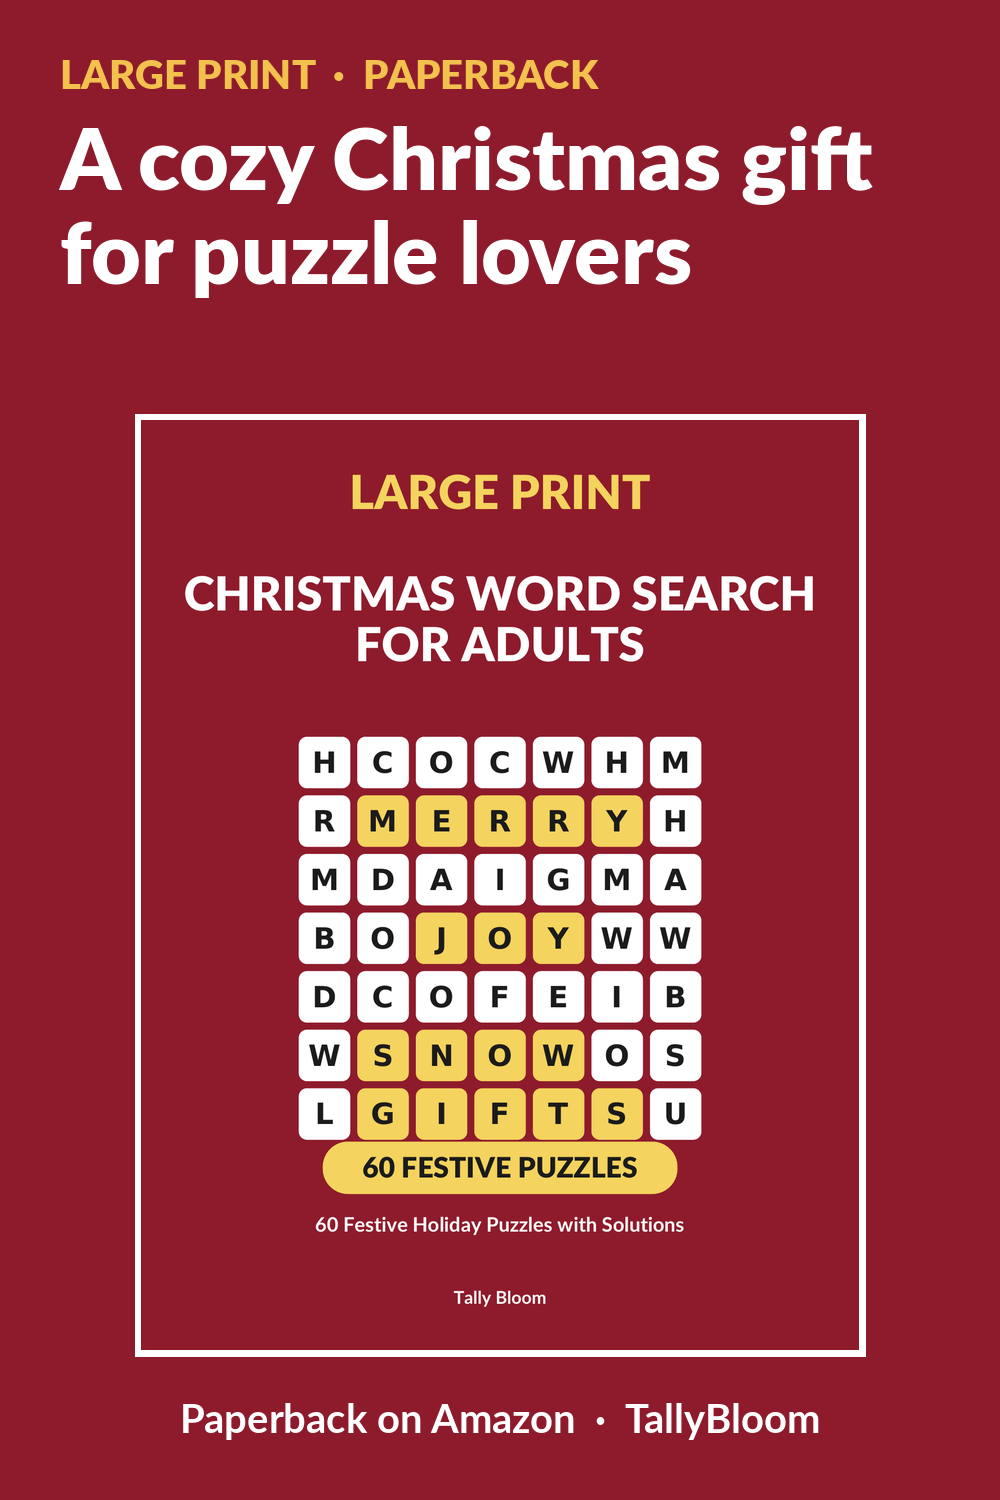 LARGE PRINT · PAPERBACK
A cozy Christmas gift
for puzzle lovers
LARGE PRINT
CHRISTMAS WORD SEARCH
FOR ADULTS
H C O C W H M
R M E R R Y H
M D A I G M A
B O J O Y W W
D C O F E I B
W S N O W O S
L G I F T S U
60 FESTIVE PUZZLES
60 Festive Holiday Puzzles with Solutions
Tally Bloom
Paperback on Amazon · TallyBloom